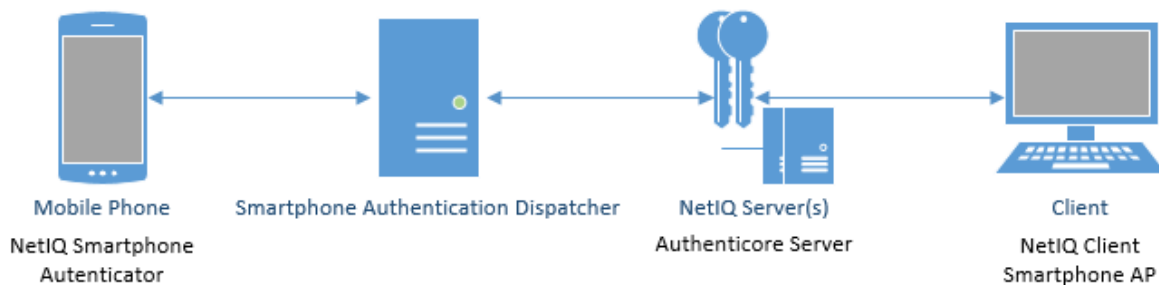 Mobile Phone
NetIQ Smartphone
Autenticator
Smartphone Authentication Dispatcher
NetIQ Server(s)
Authenticore Server
Client
NetIQ Client
Smartphone AP